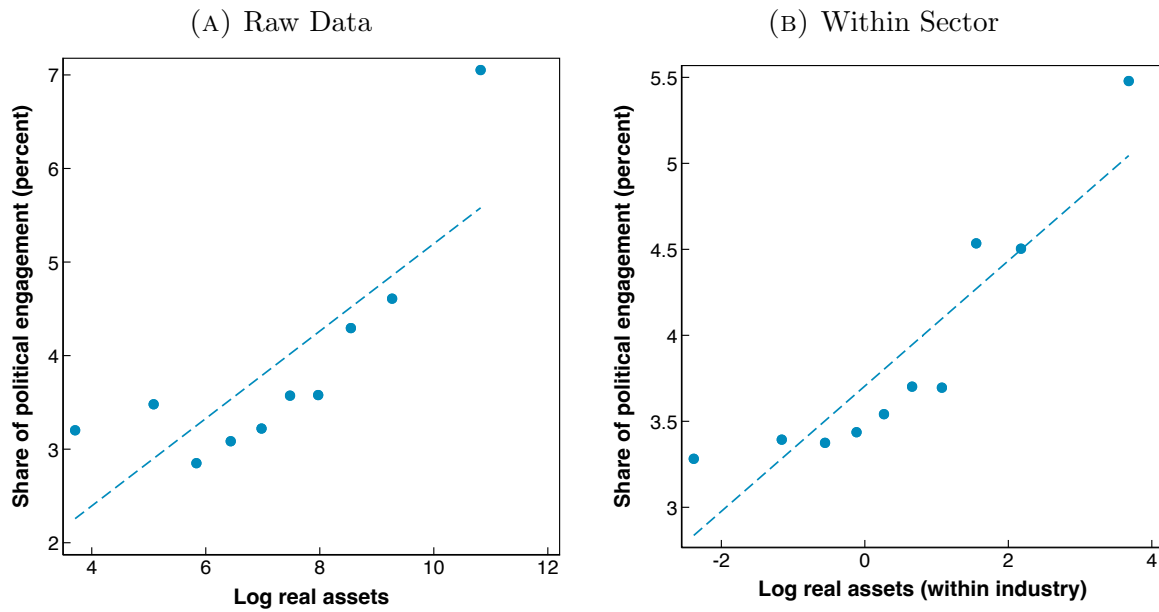 (A) Raw Data
Share of political engagement (percent)
7
6
5
4
3
2
4 6 8 10 12
Log real assets
(B) Within Sector
Share of political engagement (percent)
5.5
5
4.5
4
3.5
3
-2 0 2 4
Log real assets (within industry)